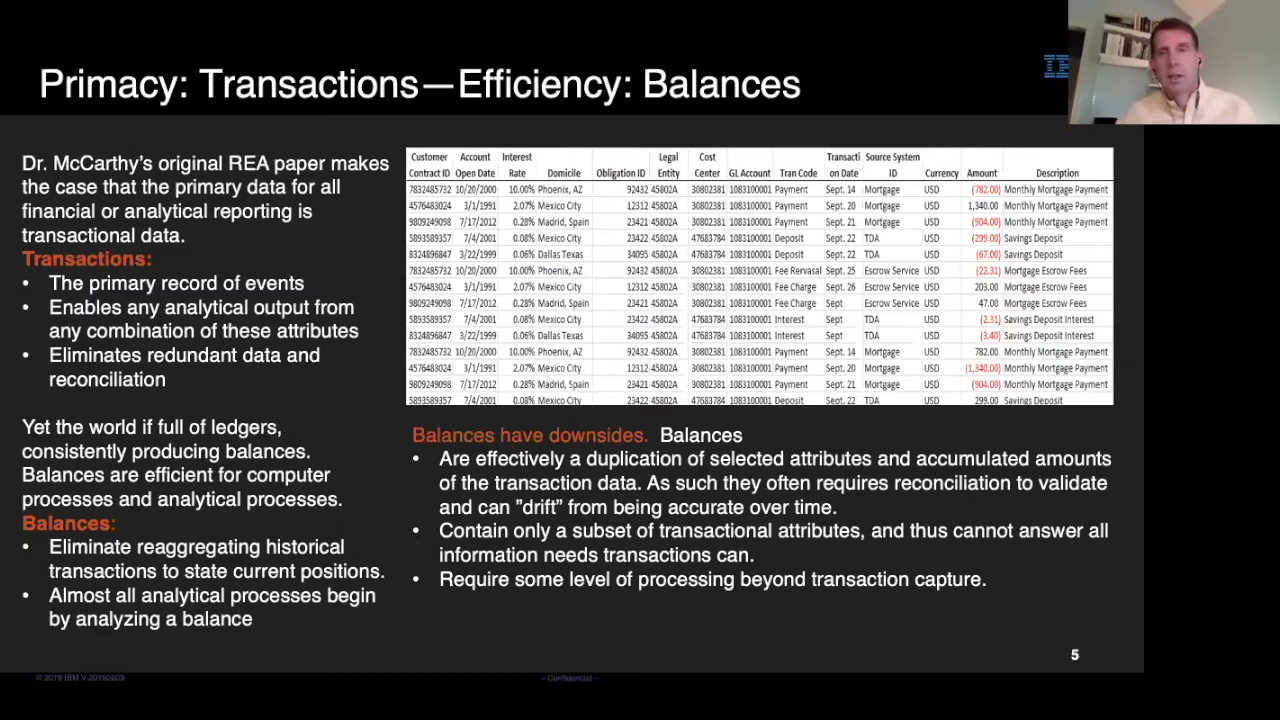 Primacy: Transactions—Efficiency: Balances
Dr. McCarthy's original REA paper makes
the case that the primary data for all
financial or analytical reporting is
transactional data.
Transactions:
• The primary record of events
• Enables any analytical output from
any combination of these attributes
• Eliminates redundant data and
reconciliation
Yet the world if full of ledgers,
consistently producing balances.
Balances are efficient for computer
processes and analytical processes.
Balances:
• Eliminate reaggregating historical
transactions to state current positions.
• Almost all analytical processes begin
by analyzing a balance
Customer Account Interest Legal Cost Transacti Source System
Contract ID Open Date Rate Domicile Obligation ID Entity Center GL Account Tran Code on Date ID Currency Amount Description
7832485732 10/20/2000 10.00% Phoenix, AZ 92432 45802A 30802381 1083100001 Payment Sept. 14 Mortgage USD (782.00) Monthly Mortgage Payment
4576483024 3/1/1991 2.07% Mexico City 12312 45802A 30802381 1083100001 Payment Sept. 20 Mortgage USD 1,340.00 Monthly Mortgage Payment
9809249098 7/17/2012 0.28% Madrid, Spain 23421 45802A 30802381 1083100001 Payment Sept. 21 Mortgage USD (904.00) Monthly Mortgage Payment
5893589357 7/4/2001 0.08% Mexico City 23422 45802A 47683784 1083100001 Deposit Sept. 22 TDA USD (299.00) Savings Deposit
8324896847 3/22/1999 0.06% Dallas Texas 34095 45802A 47683784 1083100001 Deposit Sept. 22 TDA USD (67.00) Savings Deposit
7832485732 10/20/2000 10.00% Phoenix, AZ 92432 45802A 30802381 1083100001 Fee Rervasal Sept. 25 Escrow Service USD (22.31) Mortgage Escrow Fees
4576483024 3/1/1991 2.07% Mexico City 12312 45802A 30802381 1083100001 Fee Charge Sept. 26 Escrow Service USD 203.00 Mortgage Escrow Fees
9809249098 7/17/2012 0.28% Madrid, Spain 23421 45802A 30802381 1083100001 Fee Charge Sept Escrow Service USD 47.00 Mortgage Escrow Fees
5893589357 7/4/2001 0.08% Mexico City 23422 45802A 47683784 1083100001 Interest Sept TDA USD (2.31) Savings Deposit Interest
8324896847 3/22/1999 0.06% Dallas Texas 34095 45802A 47683784 1083100001 Interest Sept TDA USD (3.40) Savings Deposit Interest
7832485732 10/20/2000 10.00% Phoenix, AZ 92432 45802A 30802381 1083100001 Payment Sept. 14 Mortgage USD 782.00 Monthly Mortgage Payment
4576483024 3/1/1991 2.07% Mexico City 12312 45802A 30802381 1083100001 Payment Sept. 20 Mortgage USD (1,340.00) Monthly Mortgage Payment
9809249098 7/17/2012 0.28% Madrid, Spain 23421 45802A 30802381 1083100001 Payment Sept. 21 Mortgage USD (904.00) Monthly Mortgage Payment
5893589357 7/4/2001 0.08% Mexico City 23422 45802A 47683784 1083100001 Deposit Sept. 22 TDA USD 299.00 Savings Deposit
Balances have downsides. Balances
• Are effectively a duplication of selected attributes and accumulated amounts
of the transaction data. As such they often requires reconciliation to validate
and can ”drift” from being accurate over time.
• Contain only a subset of transactional attributes, and thus cannot answer all
information needs transactions can.
• Require some level of processing beyond transaction capture.
5
© 2019 IBM V.20190903
– Confidential –